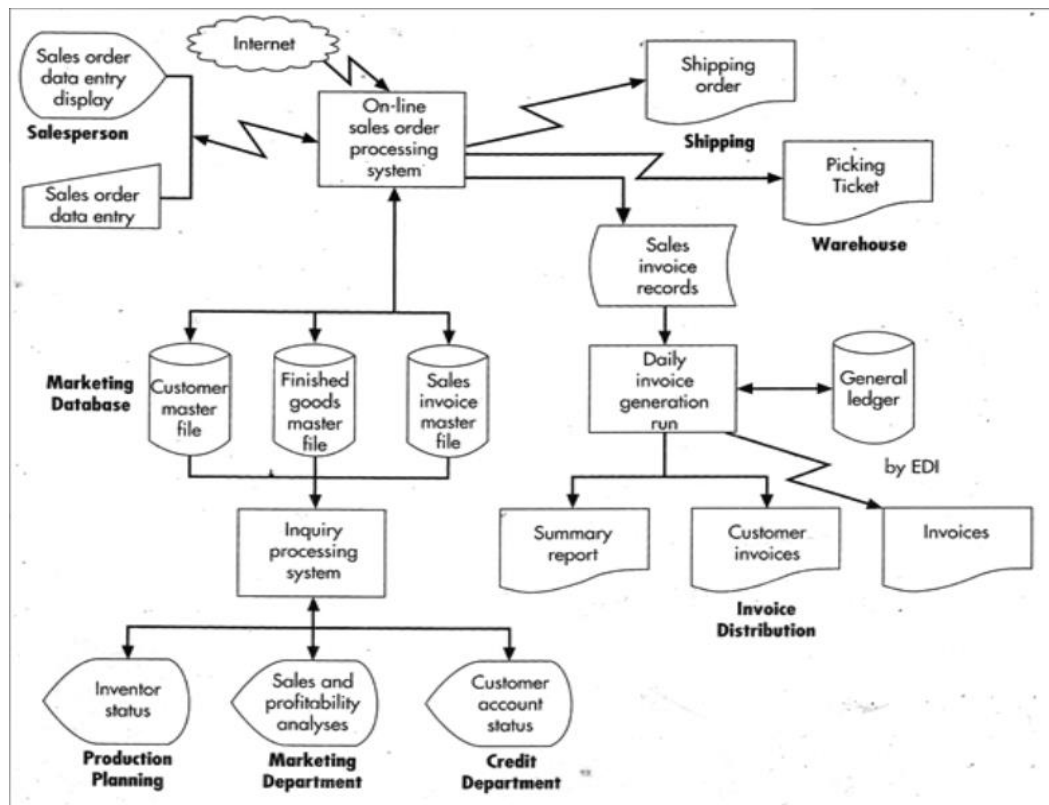 Sales order
data entry
display
Salesperson
Sales order
data entry
Internet
On-line
sales order
processing
system
Shipping
order
Shipping
Picking
Ticket
Warehouse
Sales
invoice
records
Marketing
Database
Customer
master
file
Finished
goods
master
file
Sales
invoice
master
file
Daily
invoice
generation
run
General
ledger
by EDI
Inquiry
processing
system
Summary
report
Customer
invoices
Invoices
Invoice
Distribution
Inventor
status
Production
Planning
Sales and
profitability
analyses
Marketing
Department
Customer
account
status
Credit
Department